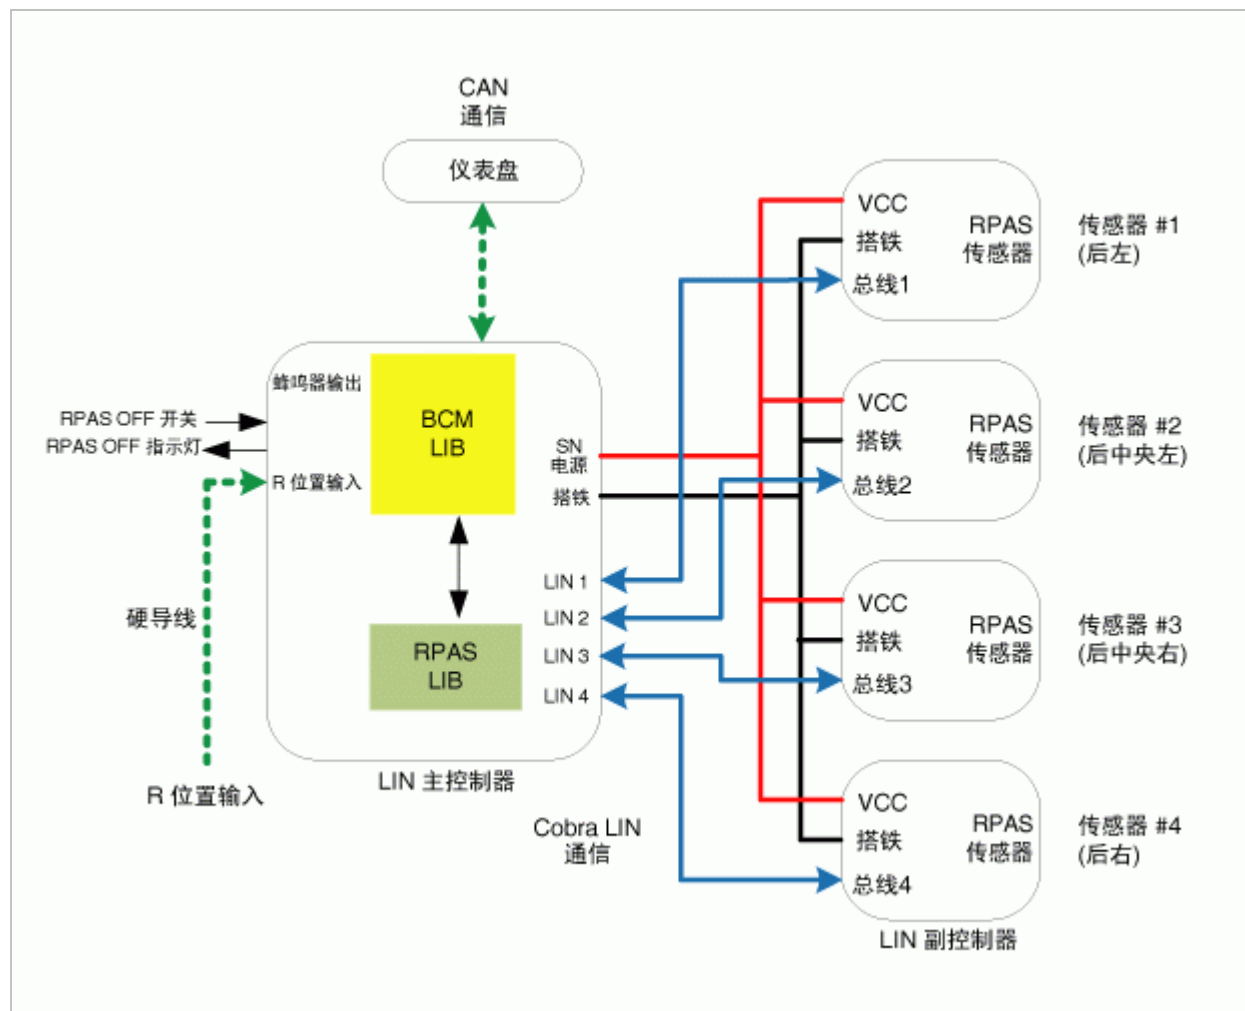 CAN
通信
仪表盘
蜂鸣器输出
RPAS OFF 开关
RPAS OFF 指示灯
R 位置输入
BCM
LIB
SN
电源
搭铁
LIN 1
LIN 2
LIN 3
LIN 4
RPAS
LIB
硬导线
R 位置输入
LIN 主控制器
Cobra LIN
通信
VCC
搭铁
总线1
RPAS
传感器
传感器 #1
(后左)
VCC
搭铁
总线2
RPAS
传感器
传感器 #2
(后中央左)
VCC
搭铁
总线3
RPAS
传感器
传感器 #3
(后中央右)
VCC
搭铁
总线4
RPAS
传感器
传感器 #4
(后右)
LIN 副控制器